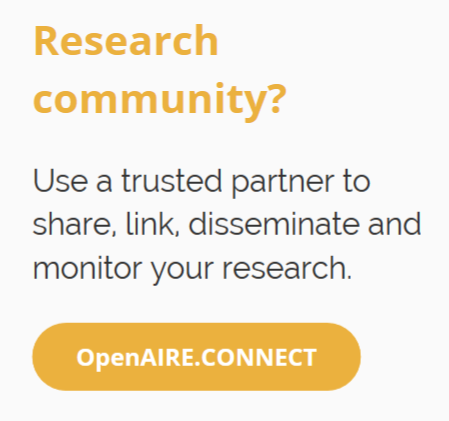 Research
community?
Use a trusted partner to
share, link, disseminate and
monitor your research.
OpenAIRE.CONNECT